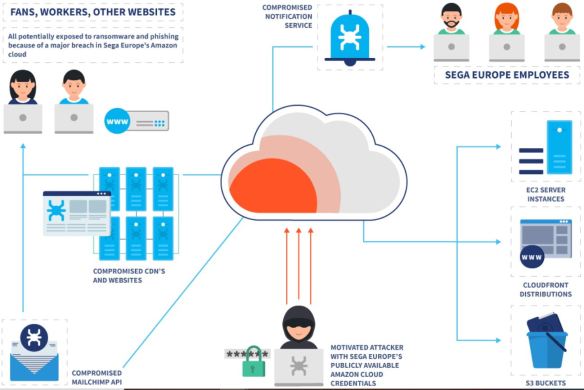 FANS, WORKERS, OTHER WEBSITES
All potentially exposed to ransomware and phishing
because of a major breach in Sega Europe's Amazon
cloud
WWW
COMPROMISED
NOTIFICATION
SERVICE
SEGA EUROPE EMPLOYEES
COMPROMISED CDN'S
AND WEBSITES
EC2 SERVER
INSTANCES
WWW
CLOUDFRONT
DISTRIBUTIONS
S3 BUCKETS
COMPROMISED
MAILCHIMP API
*****
MOTIVATED ATTACKER
WITH SEGA EUROPE'S
PUBLICLY AVAILABLE
AMAZON CLOUD
CREDENTIALS